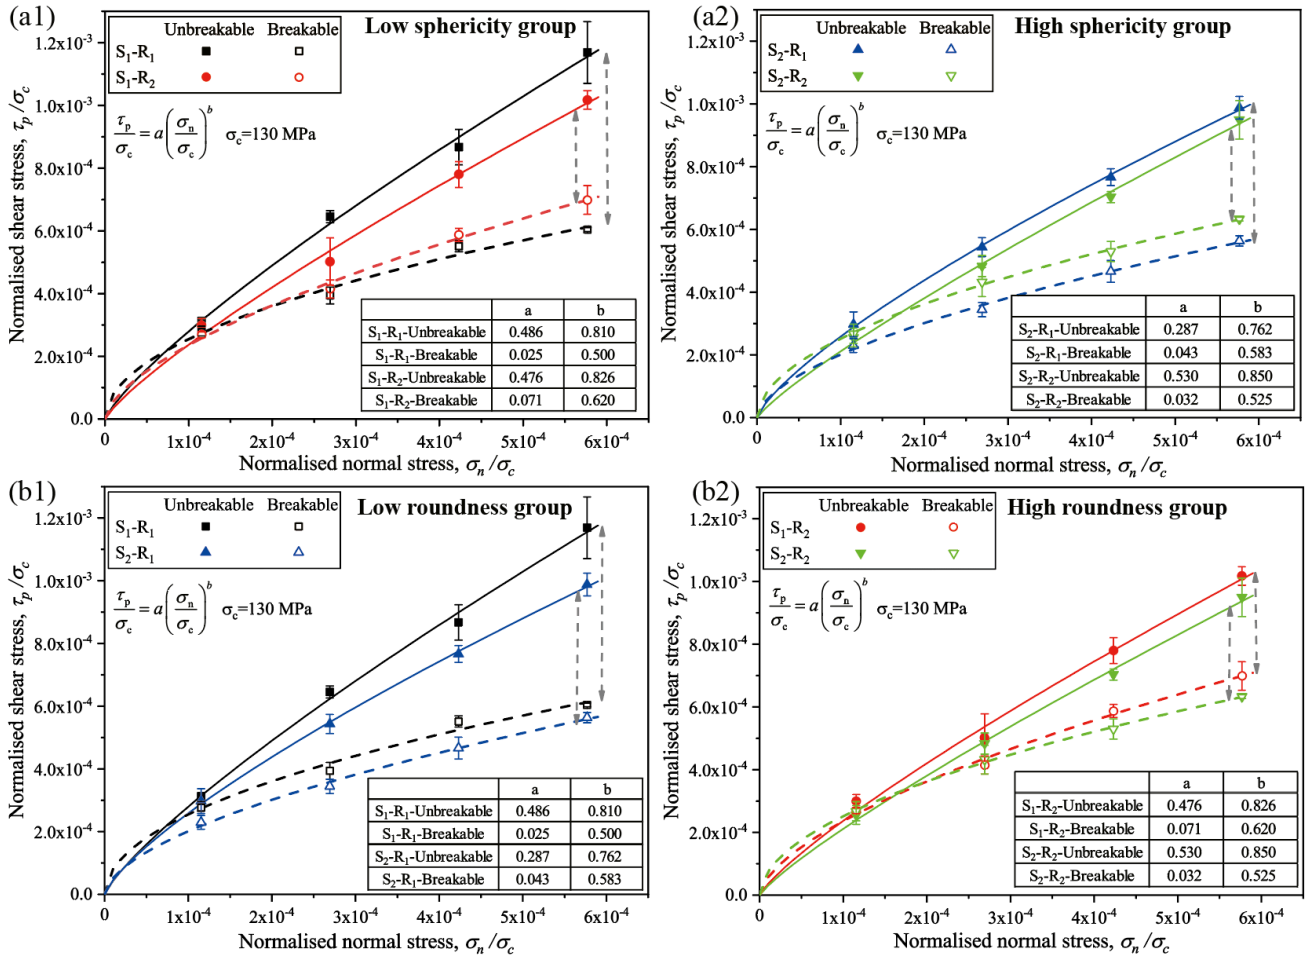 (a1)
Low sphericity group
Unbreakable Breakable
S₁-R₁
S₁-R₂
τp/σc = a(σn/σc)^b σc=130 MPa
Normalised shear stress, τp/σc
1.2x10⁻³
1.0x10⁻³
8.0x10⁻⁴
6.0x10⁻⁴
4.0x10⁻⁴
2.0x10⁻⁴
0.0
a b
S₁-R₁-Unbreakable 0.486 0.810
S₁-R₁-Breakable 0.025 0.500
S₁-R₂-Unbreakable 0.476 0.826
S₁-R₂-Breakable 0.071 0.620
0 1x10⁻⁴ 2x10⁻⁴ 3x10⁻⁴ 4x10⁻⁴ 5x10⁻⁴ 6x10⁻⁴
Normalised normal stress, σn/σc
(a2)
High sphericity group
Unbreakable Breakable
S₂-R₁
S₂-R₂
τp/σc = a(σn/σc)^b σc=130 MPa
Normalised shear stress, τp/σc
1.2x10⁻³
1.0x10⁻³
8.0x10⁻⁴
6.0x10⁻⁴
4.0x10⁻⁴
2.0x10⁻⁴
0.0
a b
S₂-R₁-Unbreakable 0.287 0.762
S₂-R₁-Breakable 0.043 0.583
S₂-R₂-Unbreakable 0.530 0.850
S₂-R₂-Breakable 0.032 0.525
0 1x10⁻⁴ 2x10⁻⁴ 3x10⁻⁴ 4x10⁻⁴ 5x10⁻⁴ 6x10⁻⁴
Normalised normal stress, σn/σc
(b1)
Low roundness group
Unbreakable Breakable
S₁-R₁
S₂-R₁
τp/σc = a(σn/σc)^b σc=130 MPa
Normalised shear stress, τp/σc
1.2x10⁻³
1.0x10⁻³
8.0x10⁻⁴
6.0x10⁻⁴
4.0x10⁻⁴
2.0x10⁻⁴
0.0
a b
S₁-R₁-Unbreakable 0.486 0.810
S₁-R₁-Breakable 0.025 0.500
S₂-R₁-Unbreakable 0.287 0.762
S₂-R₁-Breakable 0.043 0.583
0 1x10⁻⁴ 2x10⁻⁴ 3x10⁻⁴ 4x10⁻⁴ 5x10⁻⁴ 6x10⁻⁴
Normalised normal stress, σn/σc
(b2)
High roundness group
Unbreakable Breakable
S₁-R₂
S₂-R₂
τp/σc = a(σn/σc)^b σc=130 MPa
Normalised shear stress, τp/σc
1.2x10⁻³
1.0x10⁻³
8.0x10⁻⁴
6.0x10⁻⁴
4.0x10⁻⁴
2.0x10⁻⁴
0.0
a b
S₁-R₂-Unbreakable 0.476 0.826
S₁-R₂-Breakable 0.071 0.620
S₂-R₂-Unbreakable 0.530 0.850
S₂-R₂-Breakable 0.032 0.525
0 1x10⁻⁴ 2x10⁻⁴ 3x10⁻⁴ 4x10⁻⁴ 5x10⁻⁴ 6x10⁻⁴
Normalised normal stress, σn/σc